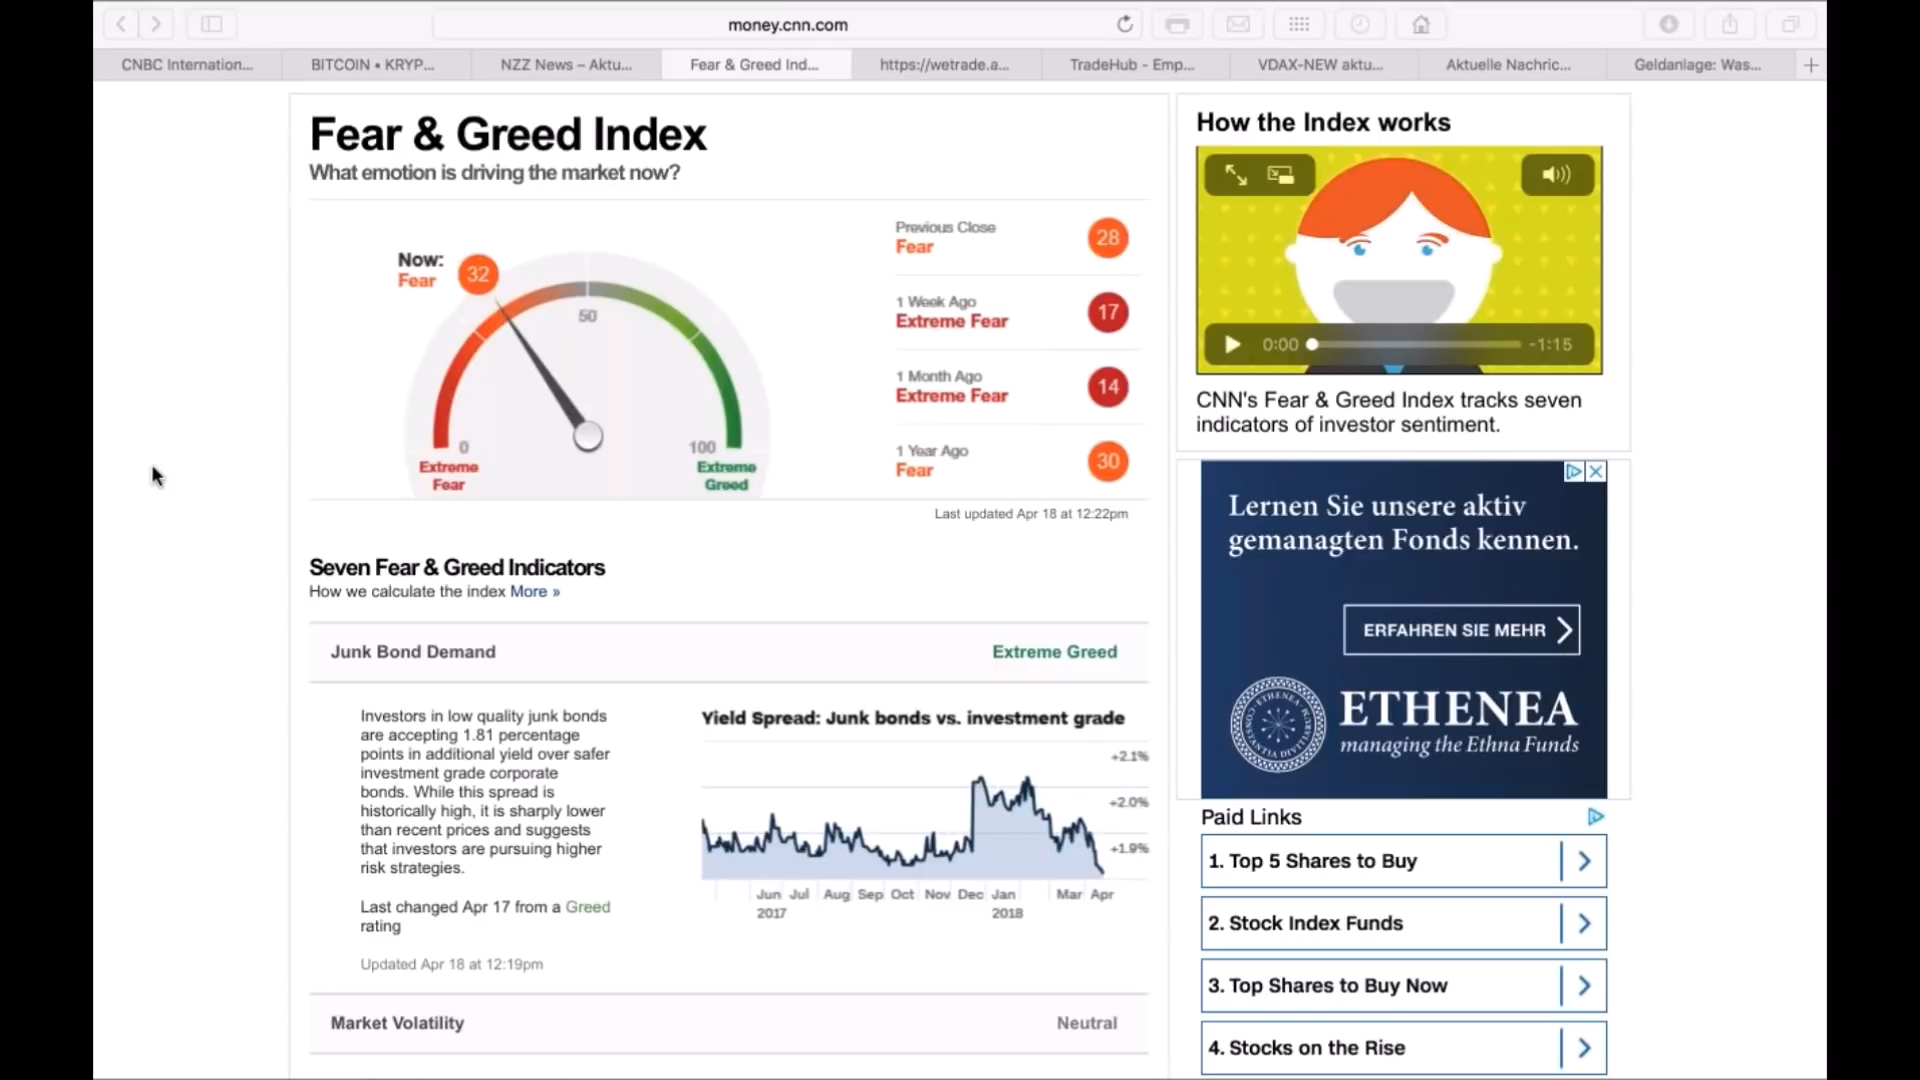 money.cnn.com
CNBC Internation...
BITCOIN • KRYP...
NZZ News – Aktu...
Fear & Greed Ind...
https://wetrade.a...
TradeHub - Emp...
VDAX-NEW aktu...
Aktuelle Nachric...
Geldanlage: Was...
Fear & Greed Index
What emotion is driving the market now?
Now:
Fear
32
50
0
100
Extreme
Fear
Extreme
Greed
Previous Close
Fear
28
1 Week Ago
Extreme Fear
17
1 Month Ago
Extreme Fear
14
1 Year Ago
Fear
30
Last updated Apr 18 at 12:22pm
Seven Fear & Greed Indicators
How we calculate the index More »
Junk Bond Demand
Extreme Greed
Investors in low quality junk bonds
are accepting 1.81 percentage
points in additional yield over safer
investment grade corporate
bonds. While this spread is
historically high, it is sharply lower
than recent prices and suggests
that investors are pursuing higher
risk strategies.
Last changed Apr 17 from a Greed
rating
Updated Apr 18 at 12:19pm
Yield Spread: Junk bonds vs. investment grade
+2.1%
+2.0%
+1.9%
Jun Jul Aug Sep Oct Nov Dec Jan Mar Apr
2017 2018
Market Volatility
Neutral
How the Index works
0:00
-1:15
CNN's Fear & Greed Index tracks seven
indicators of investor sentiment.
Lernen Sie unsere aktiv
gemanagten Fonds kennen.
ERFAHREN SIE MEHR
ETHENEA
managing the Ethna Funds
Paid Links
1. Top 5 Shares to Buy
2. Stock Index Funds
3. Top Shares to Buy Now
4. Stocks on the Rise